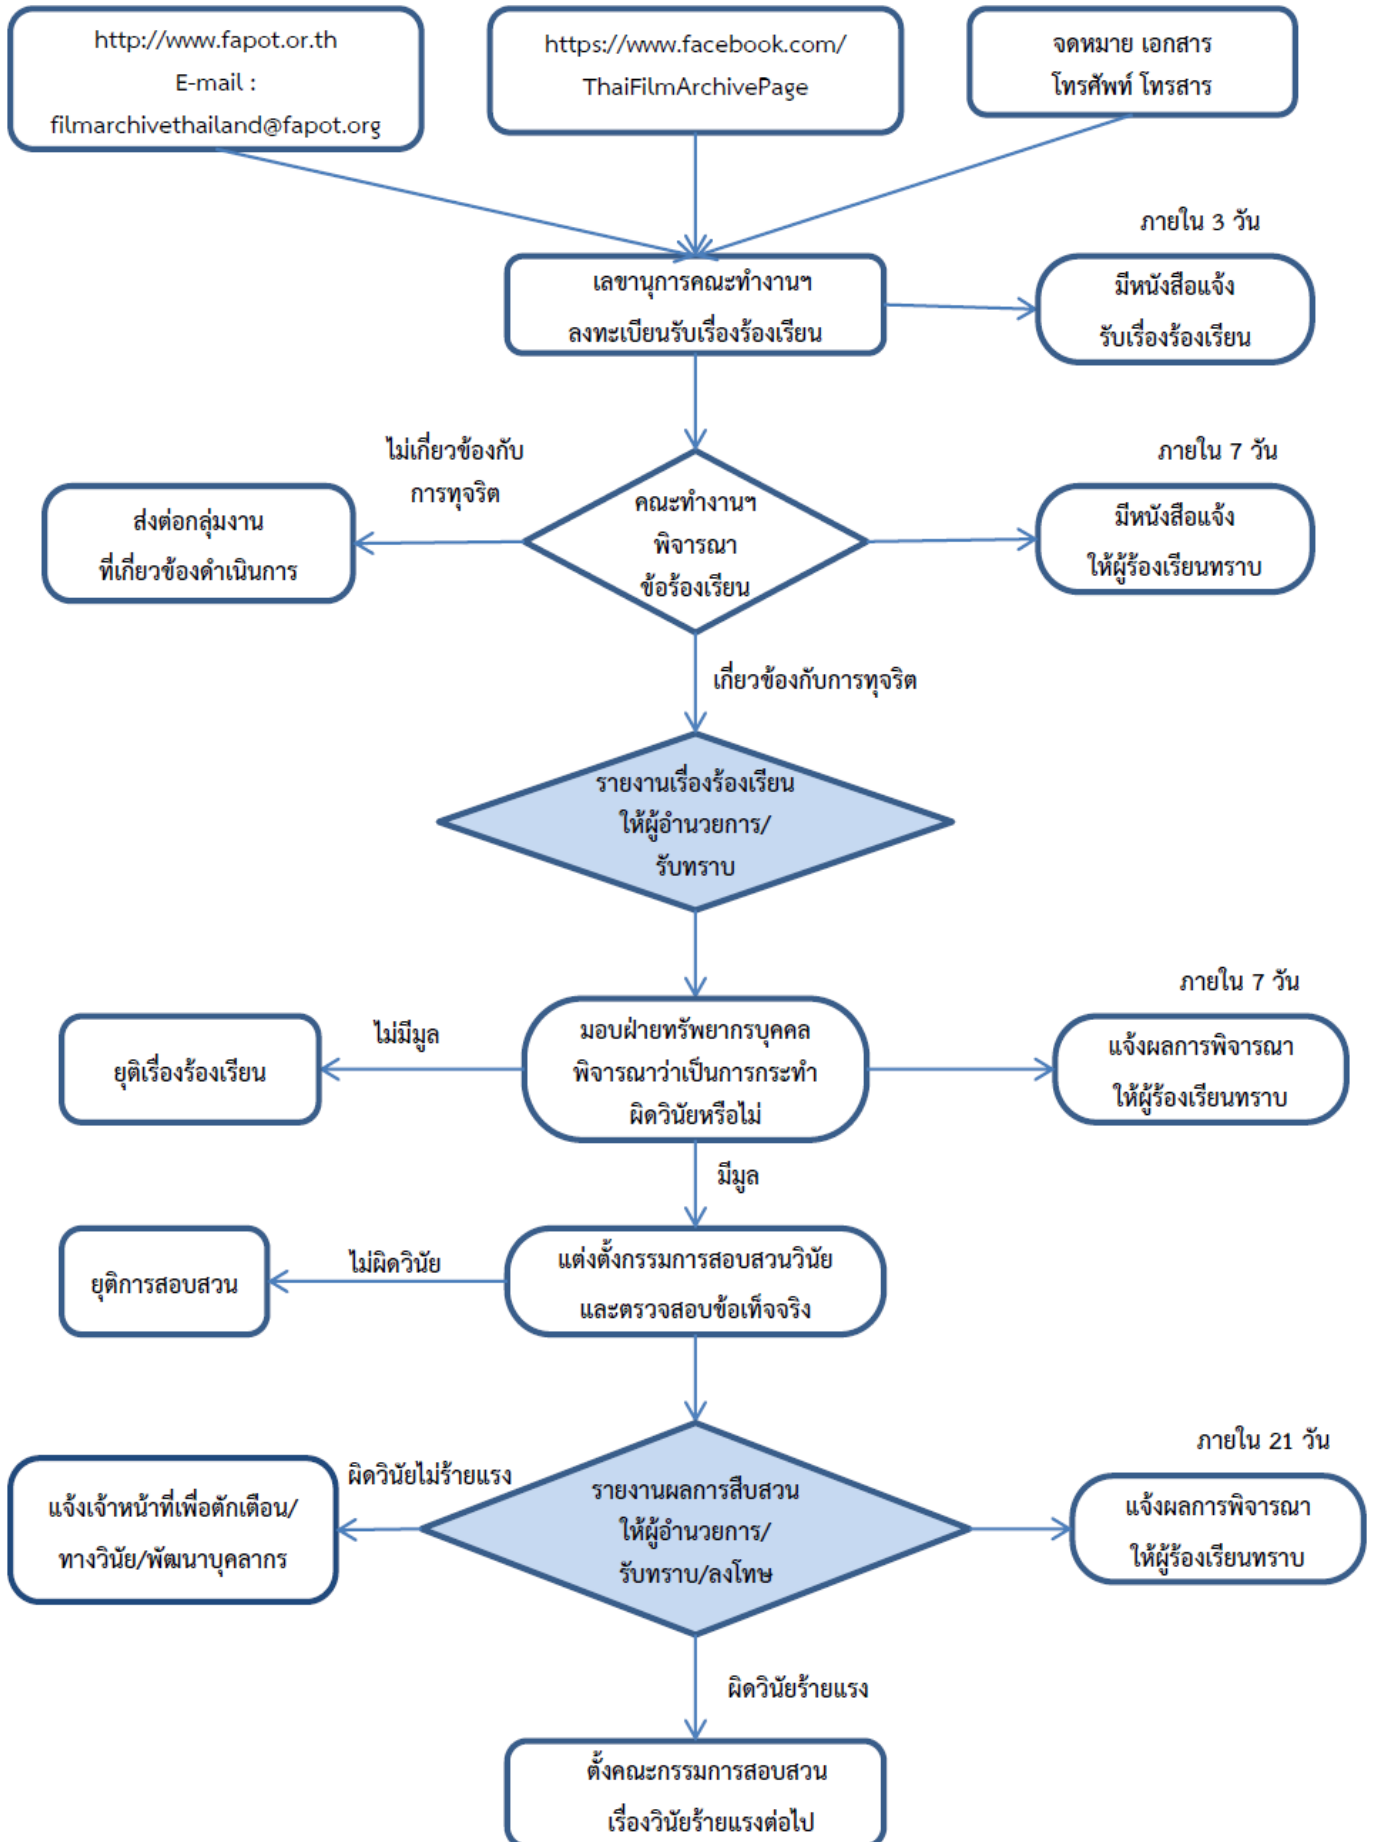 http://www.fapot.or.th
E-mail :
filmarchivethailand@fapot.org
https://www.facebook.com/
ThaiFilmArchivePage
จดหมาย เอกสาร
โทรศัพท์ โทรสาร
เลขานุการคณะทำงานฯ
ลงทะเบียนรับเรื่องร้องเรียน
ภายใน 3 วัน
มีหนังสือแจ้ง
รับเรื่องร้องเรียน
ไม่เกี่ยวข้องกับ
การทุจริต
ส่งต่อกลุ่มงาน
ที่เกี่ยวข้องดำเนินการ
คณะทำงานฯ
พิจารณา
ข้อร้องเรียน
ภายใน 7 วัน
มีหนังสือแจ้ง
ให้ผู้ร้องเรียนทราบ
เกี่ยวข้องกับการทุจริต
รายงานเรื่องร้องเรียน
ให้ผู้อำนวยการ/
รับทราบ
ไม่มีมูล
ยุติเรื่องร้องเรียน
มอบฝ่ายทรัพยากรบุคคล
พิจารณาว่าเป็นการกระทำ
ผิดวินัยหรือไม่
ภายใน 7 วัน
แจ้งผลการพิจารณา
ให้ผู้ร้องเรียนทราบ
มีมูล
ไม่ผิดวินัย
ยุติการสอบสวน
แต่งตั้งกรรมการสอบสวนวินัย
และตรวจสอบข้อเท็จจริง
ผิดวินัยไม่ร้ายแรง
แจ้งเจ้าหน้าที่เพื่อตักเตือน/
ทางวินัย/พัฒนาบุคลากร
รายงานผลการสืบสวน
ให้ผู้อำนวยการ/
รับทราบ/ลงโทษ
ภายใน 21 วัน
แจ้งผลการพิจารณา
ให้ผู้ร้องเรียนทราบ
ผิดวินัยร้ายแรง
ตั้งคณะกรรมการสอบสวน
เรื่องวินัยร้ายแรงต่อไป